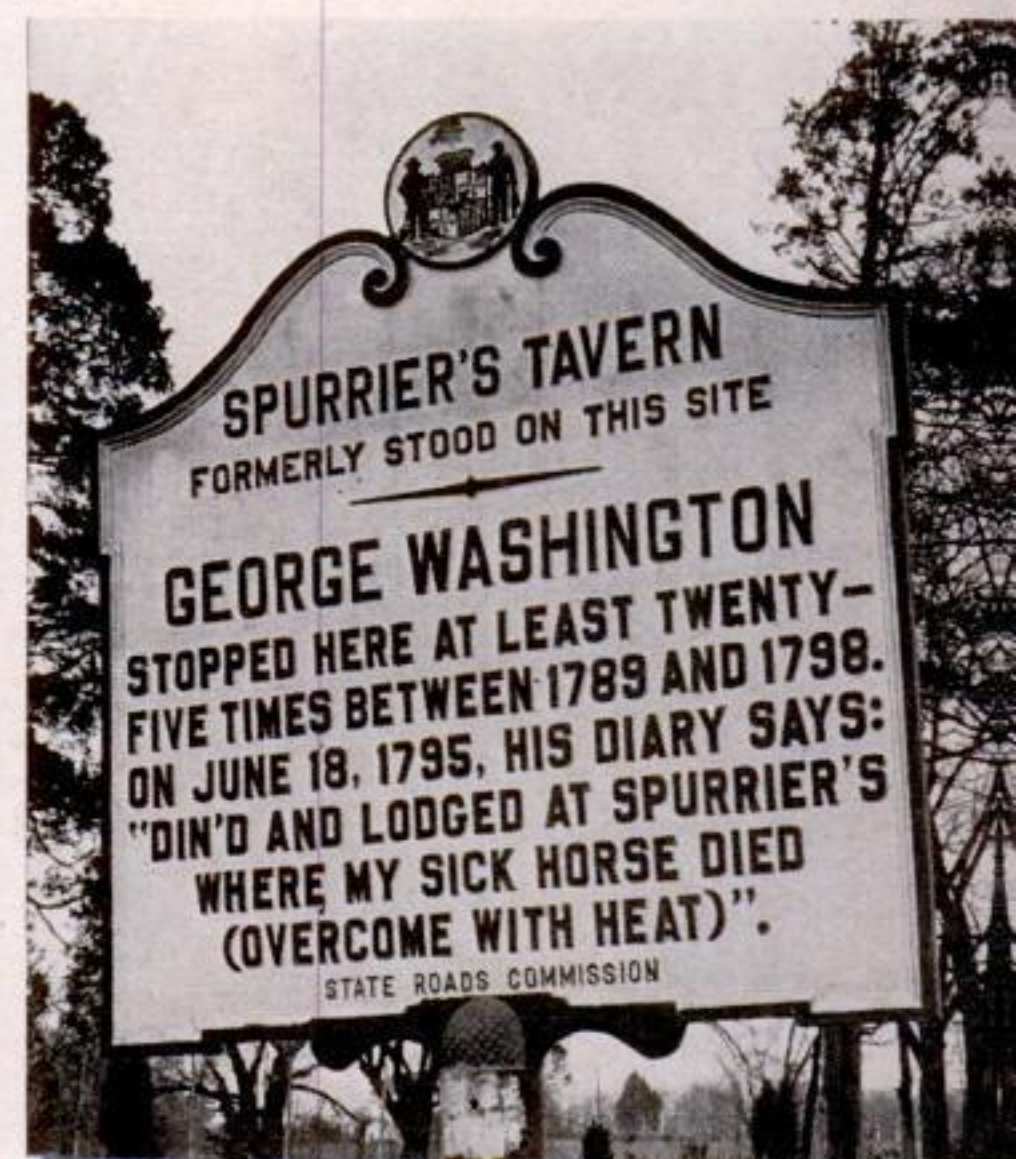 SPURRIER'S TAVERN
FORMERLY STOOD ON THIS SITE
GEORGE WASHINGTON
STOPPED HERE AT LEAST TWENTY-
FIVE TIMES BETWEEN 1789 AND 1798.
ON JUNE 18, 1795, HIS DIARY SAYS:
"DIN'D AND LODGED AT SPURRIER'S
WHERE MY SICK HORSE DIED
(OVERCOME WITH HEAT)".
STATE ROADS COMMISSION